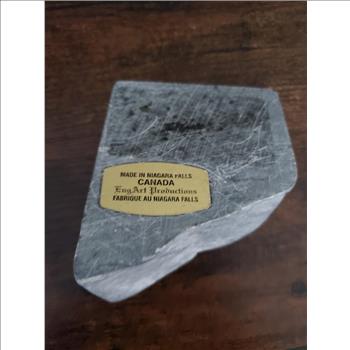 MADE IN NIAGARA FALLS
CANADA
EngArt Productions
FABRIQUE AU NIAGARA FALLS